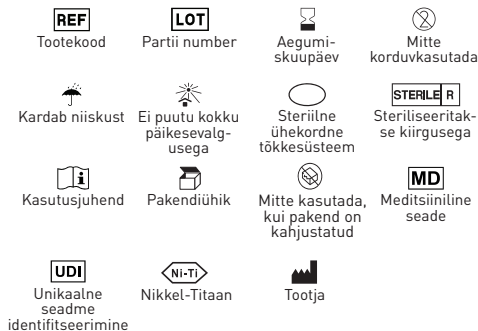 REF
Tootekood
LOT
Partii number
Aegumi-
skuupäev
2
Mitte
korduvkasutada
Kardab niiskust
Ei puutu kokku
päikesevalg-
usega
Steriilne
ühekordne
tõkkesüsteem
STERILE R
Steriliseeritak-
se kiirgusega
i
Kasutusjuhend
Pakendiühik
Mitte kasutada,
kui pakend on
kahjustatud
MD
Meditsiiniline
seade
UDI
Unikaalne
seadme
identifitseerimine
Ni-Ti
Nikkel-Titaan
Tootja